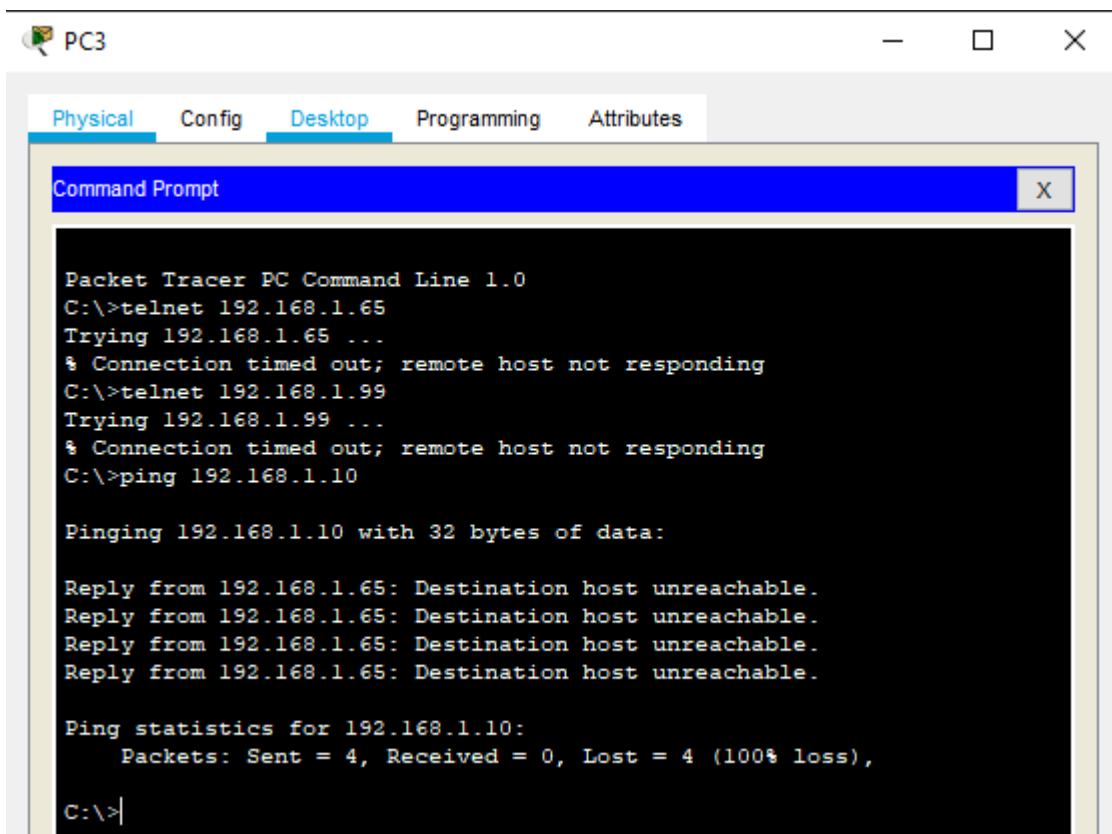 PC3
Physical Config Desktop Programming Attributes
Command Prompt
X
Packet Tracer PC Command Line 1.0
C:\>telnet 192.168.1.65
Trying 192.168.1.65 ...
% Connection timed out; remote host not responding
C:\>telnet 192.168.1.99
Trying 192.168.1.99 ...
% Connection timed out; remote host not responding
C:\>ping 192.168.1.10
Pinging 192.168.1.10 with 32 bytes of data:
Reply from 192.168.1.65: Destination host unreachable.
Reply from 192.168.1.65: Destination host unreachable.
Reply from 192.168.1.65: Destination host unreachable.
Reply from 192.168.1.65: Destination host unreachable.
Ping statistics for 192.168.1.10:
Packets: Sent = 4, Received = 0, Lost = 4 (100% loss),
C:\>